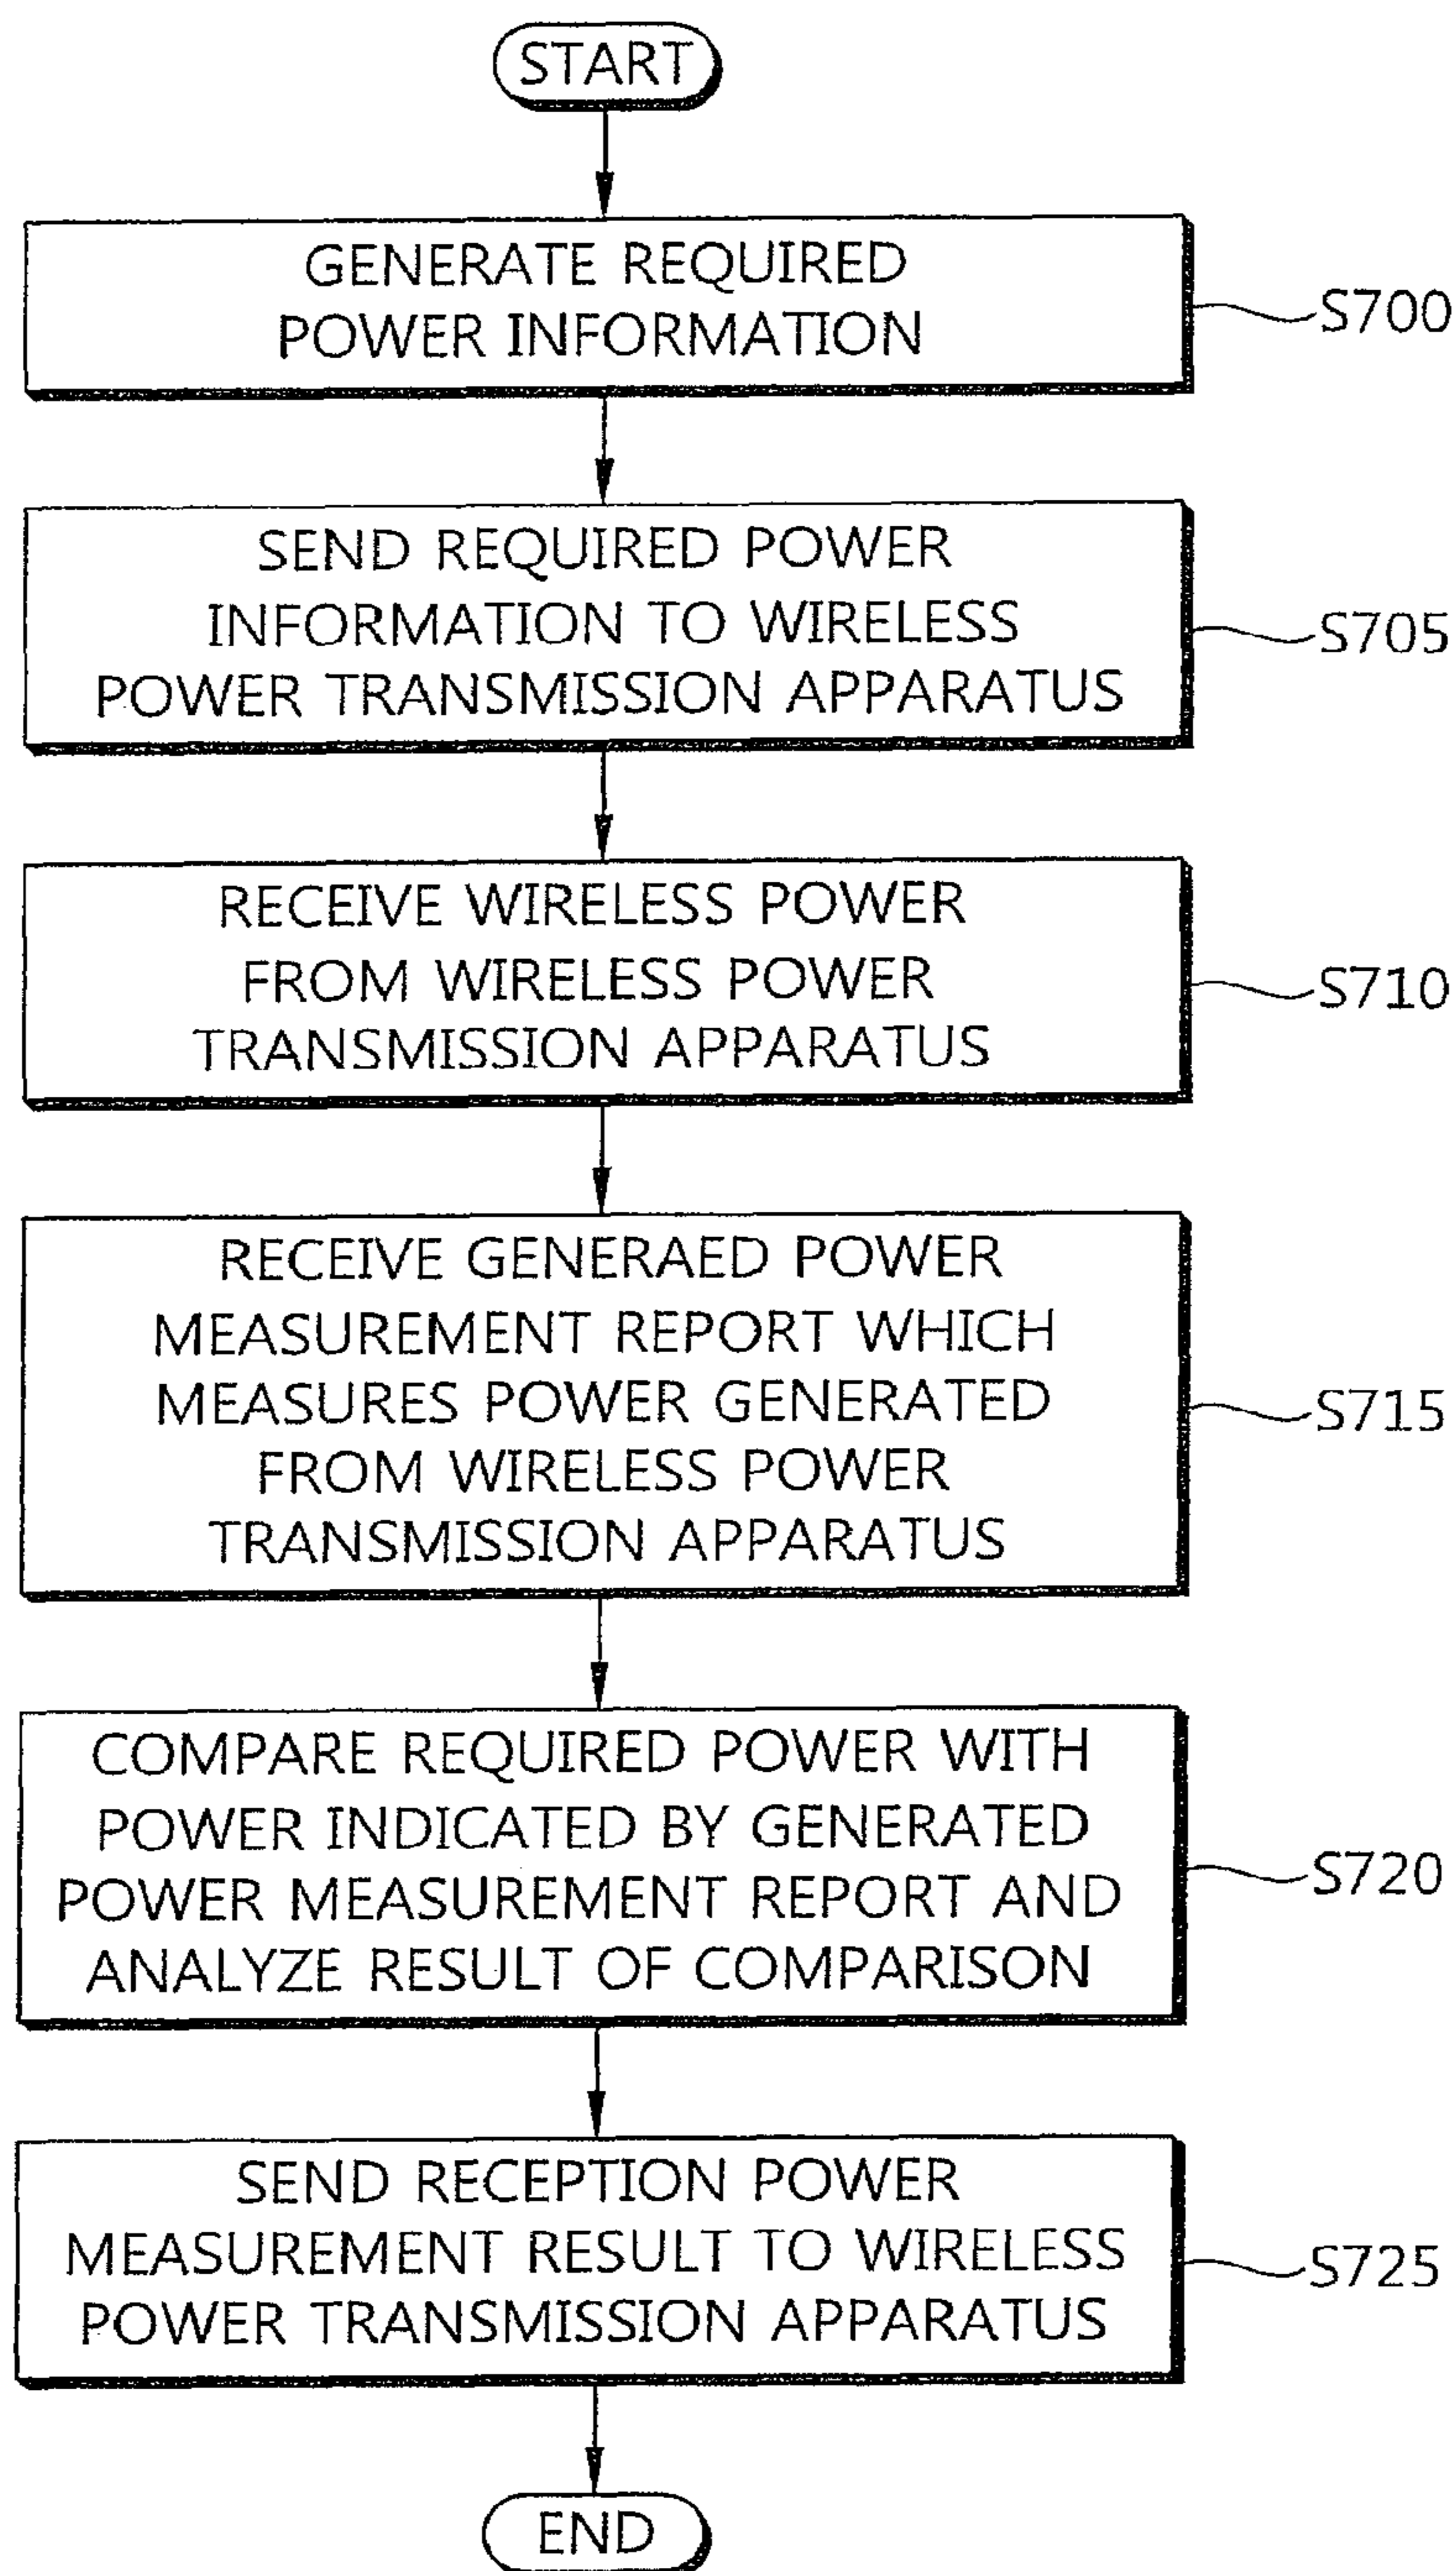 START
GENERATE REQUIRED
POWER INFORMATION
S700
SEND REQUIRED POWER
INFORMATION TO WIRELESS
POWER TRANSMISSION APPARATUS
S705
RECEIVE WIRELESS POWER
FROM WIRELESS POWER
TRANSMISSION APPARATUS
S710
RECEIVE GENERAED POWER
MEASUREMENT REPORT WHICH
MEASURES POWER GENERATED
FROM WIRELESS POWER
TRANSMISSION APPARATUS
S715
COMPARE REQUIRED POWER WITH
POWER INDICATED BY GENERATED
POWER MEASUREMENT REPORT AND
ANALYZE RESULT OF COMPARISON
S720
SEND RECEPTION POWER
MEASUREMENT RESULT TO WIRELESS
POWER TRANSMISSION APPARATUS
S725
END